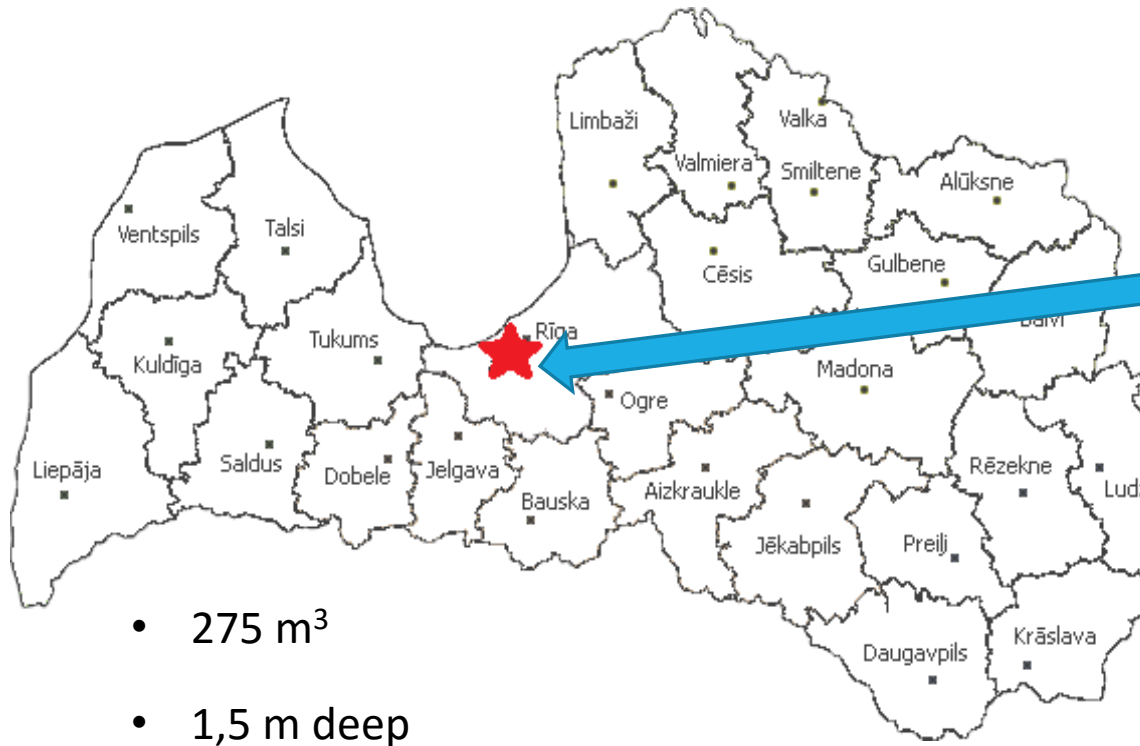 Limbaži
Valka
Valmiera
Smiltene
Alūksne
Ventspils
Talsi
Cēsis
Gulbene
Rīga
Balvi
Tukums
Kuldīga
Madona
Ogre
Liepāja
Saldus
Dobele
Jelgava
Bauska
Aizkraukle
Rēzekne
Jēkabpils
Preiļi
Daugavpils
Krāslava
• 275 m³
• 1,5 m deep